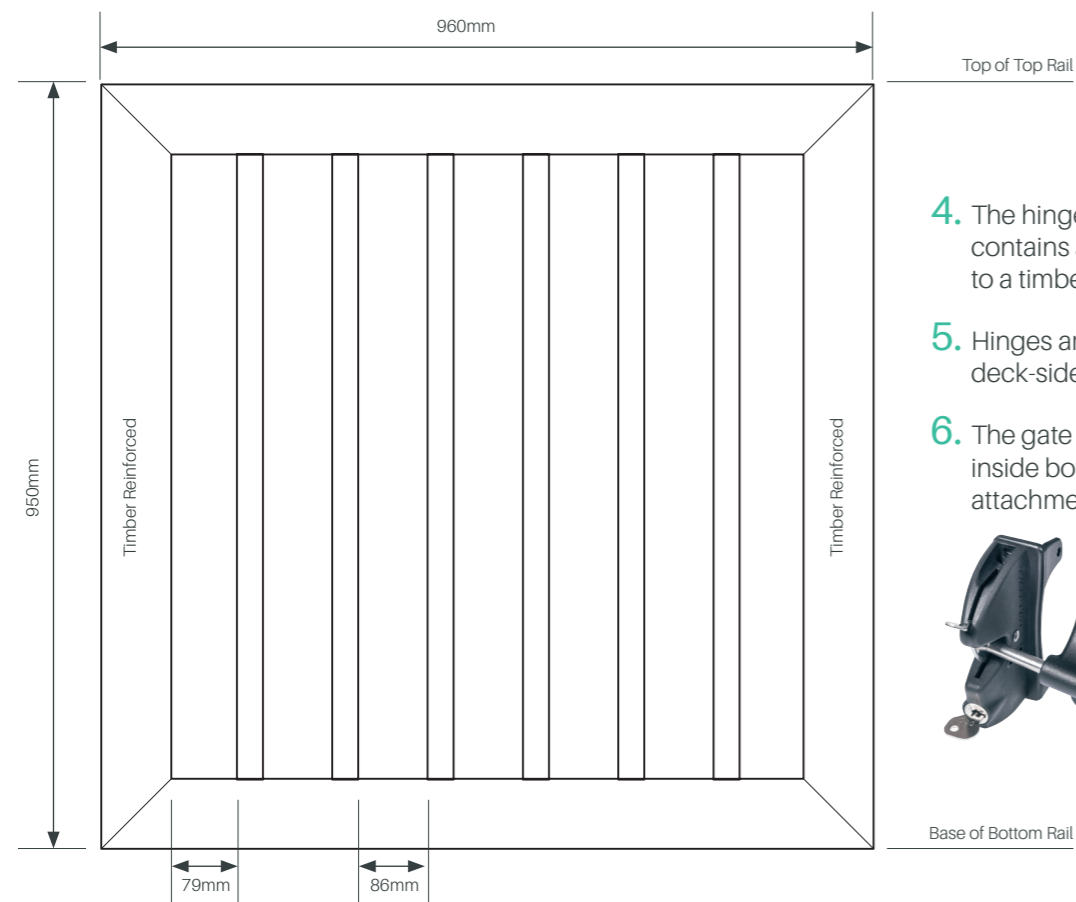 960mm
Top of Top Rail
4. The hinge
contains
to a timbe
5. Hinges ar
deck-side
6. The gate
inside bo
attachme
Timber Reinforced
Timber Reinforced
950mm
Base of Bottom Rail
79mm
86mm